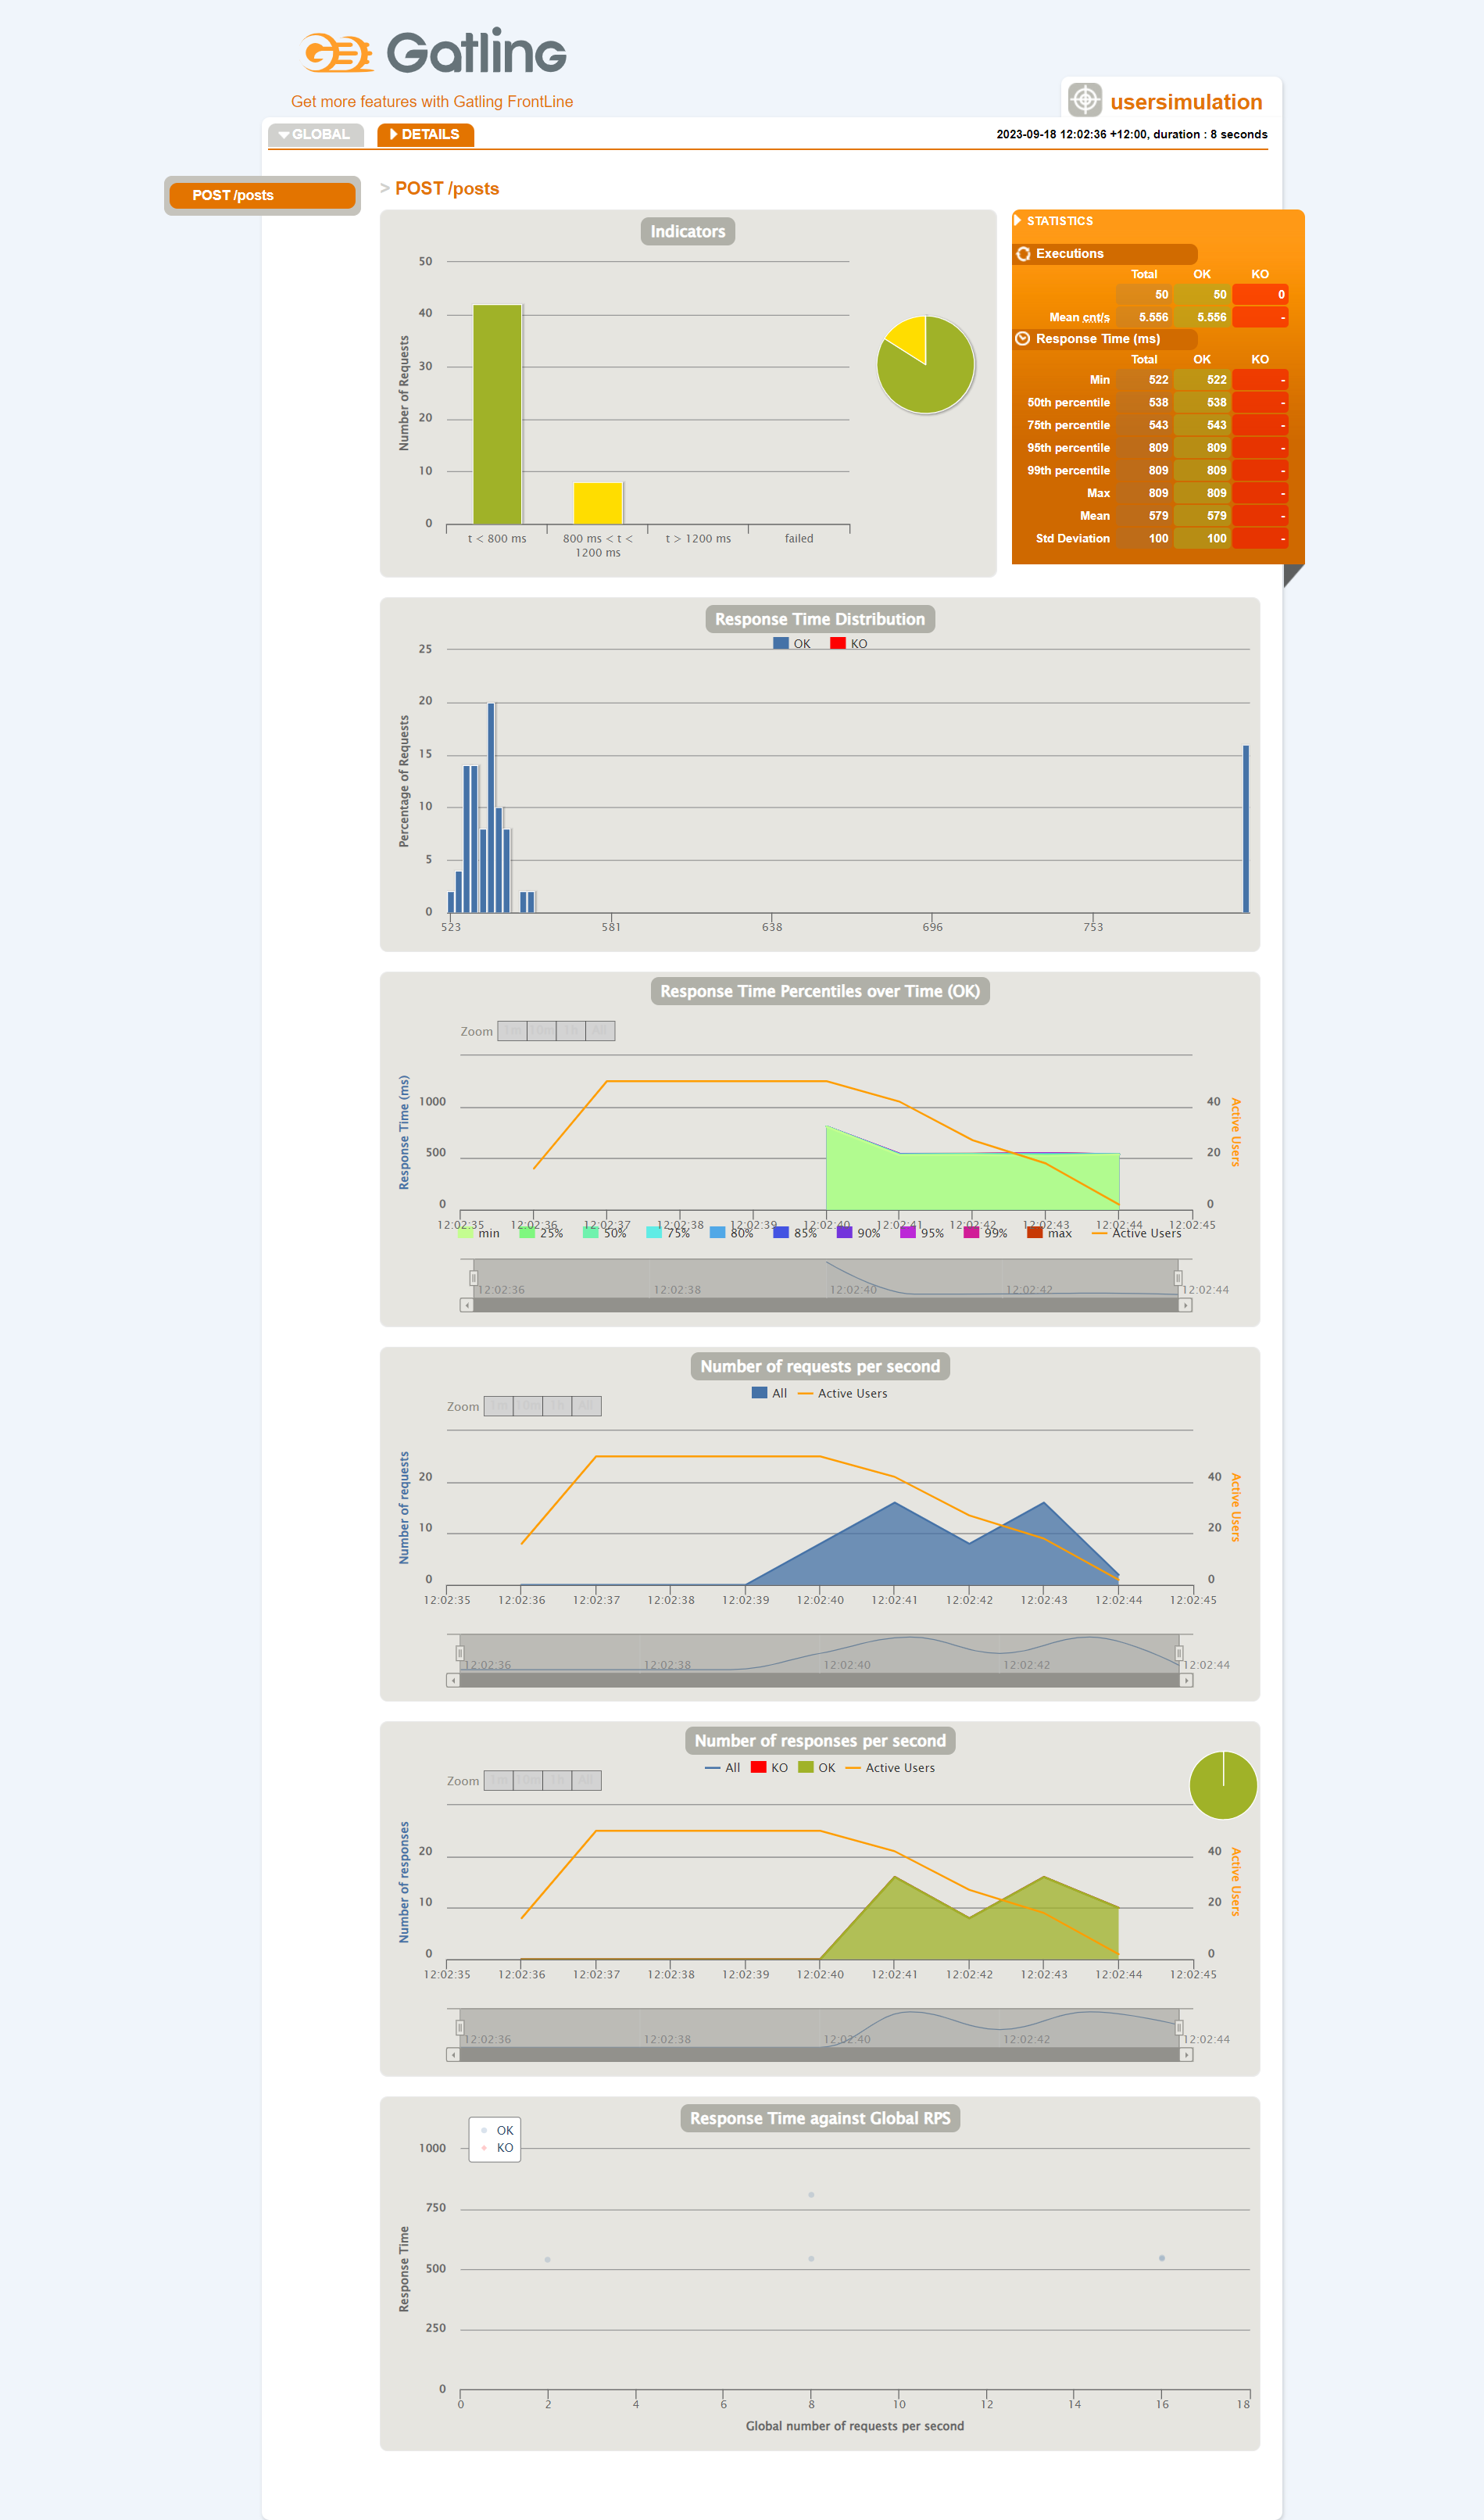 Gatling
Get more features with Gatling FrontLine
usersimulation
GLOBAL DETAILS 2023-09-18 12:02:36 +12:00, duration : 8 seconds
POST /posts
> POST /posts
Indicators
50
40
30
20
10
0
Number of Requests
t < 800 ms 800 ms < t < 1200 ms t > 1200 ms failed
STATISTICS
Executions
Total OK KO
50 50 0
Mean cnt/s 5.556 5.556 -
Response Time (ms)
Total OK KO
Min 522 522 -
50th percentile 538 538 -
75th percentile 543 543 -
95th percentile 809 809 -
99th percentile 809 809 -
Max 809 809 -
Mean 579 579 -
Std Deviation 100 100 -
Response Time Distribution
OK KO
25
20
15
10
5
0
Percentage of Requests
523 581 638 696 753
Response Time Percentiles over Time (OK)
Zoom 1m 10m 1h All
Response Time (ms)
1000 40
500 20
0 0
Active Users
12:02:35 12:02:36 12:02:37 12:02:38 12:02:39 12:02:40 12:02:41 12:02:42 12:02:43 12:02:44 12:02:45
min 25% 50% 75% 80% 85% 90% 95% 99% max Active Users
12:02:36 12:02:38 12:02:40 12:02:42 12:02:44
Number of requests per second
All Active Users
Zoom 1m 10m 1h All
Number of requests
20 40
10 20
0 0
Active Users
12:02:35 12:02:36 12:02:37 12:02:38 12:02:39 12:02:40 12:02:41 12:02:42 12:02:43 12:02:44 12:02:45
12:02:36 12:02:38 12:02:40 12:02:42 12:02:44
Number of responses per second
All KO OK Active Users
Zoom 1m 10m 1h All
Number of responses
20 40
10 20
0 0
Active Users
12:02:35 12:02:36 12:02:37 12:02:38 12:02:39 12:02:40 12:02:41 12:02:42 12:02:43 12:02:44 12:02:45
12:02:36 12:02:38 12:02:40 12:02:42 12:02:44
Response Time against Global RPS
OK
KO
1000
750
500
250
0
Response Time
0 2 4 6 8 10 12 14 16 18
Global number of requests per second